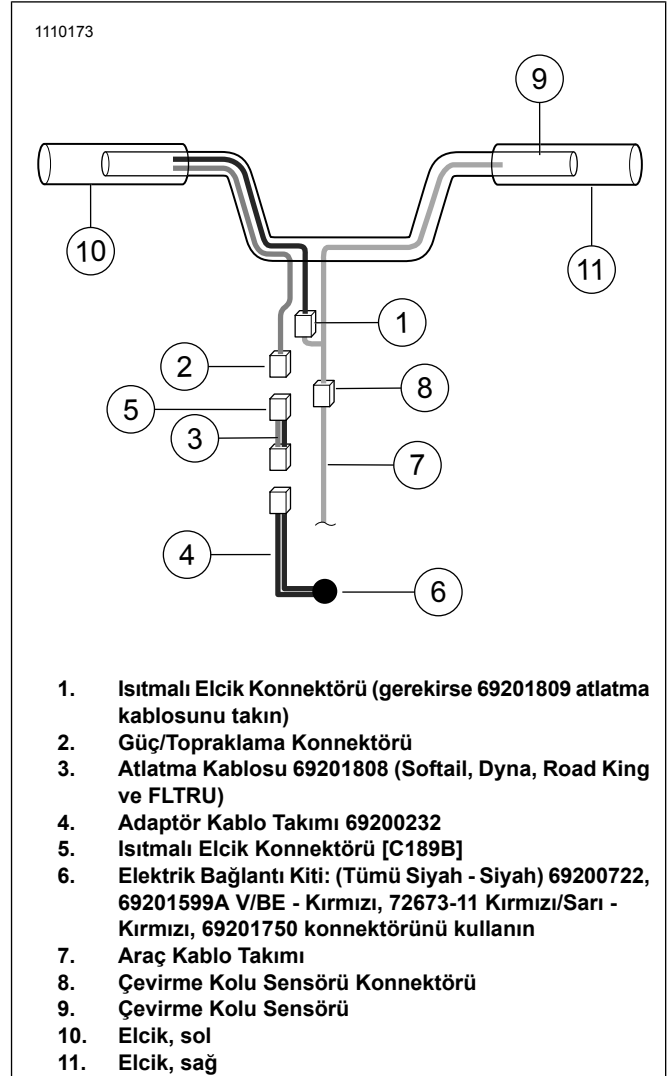 1110173
9
10
11
1
2
8
5
3
7
4
6
1. Isıtmalı Elcik Konnektörü (gerekirse 69201809 atlatma
kablosunu takın)
2. Güç/Topraklama Konnektörü
3. Atlatma Kablosu 69201808 (Softail, Dyna, Road King
ve FLTRU)
4. Adaptör Kablo Takımı 69200232
5. Isıtmalı Elcik Konnektörü [C189B]
6. Elektrik Bağlantı Kiti: (Tümü Siyah - Siyah) 69200722,
69201599A V/BE - Kırmızı, 72673-11 Kırmızı/Sarı -
Kırmızı, 69201750 konnektörünü kullanın
7. Araç Kablo Takımı
8. Çevirme Kolu Sensörü Konnektörü
9. Çevirme Kolu Sensörü
10. Elcik, sol
11. Elcik, sağ